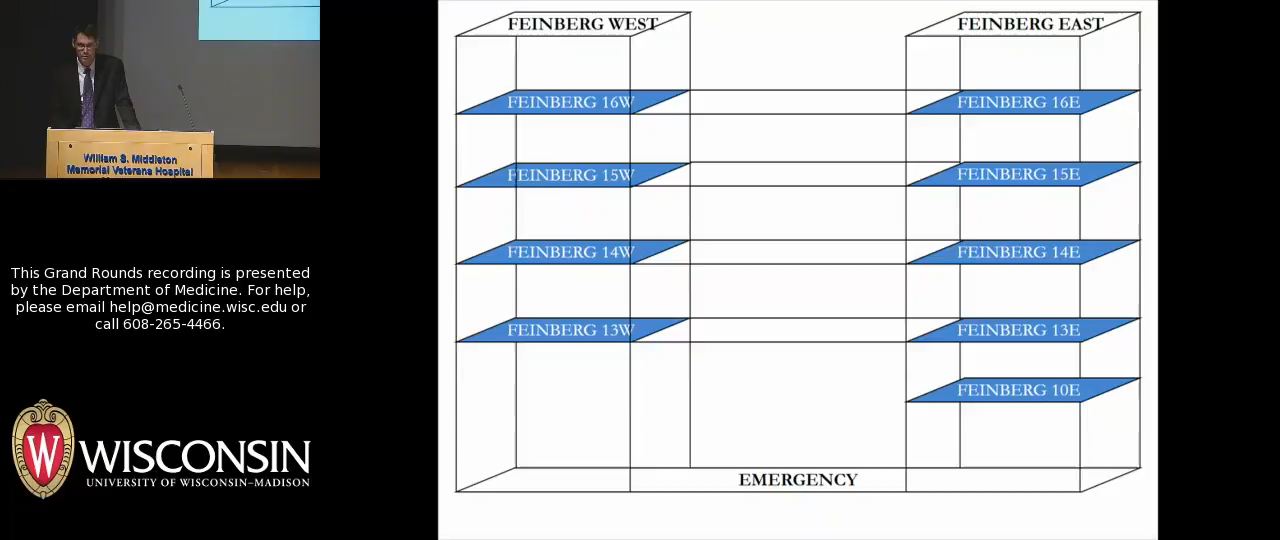 FEINBERG WEST
FEINBERG EAST
FEINBERG 16W
FEINBERG 16E
FEINBERG 15W
FEINBERG 15E
FEINBERG 14W
FEINBERG 14E
FEINBERG 13W
FEINBERG 13E
FEINBERG 10E
EMERGENCY
William S. Middleton
Memorial Veterans Hospital
This Grand Rounds recording is presented
by the Department of Medicine. For help,
please email help@medicine.wisc.edu or
call 608-265-4466.
W
WISCONSIN
UNIVERSITY OF WISCONSIN–MADISON